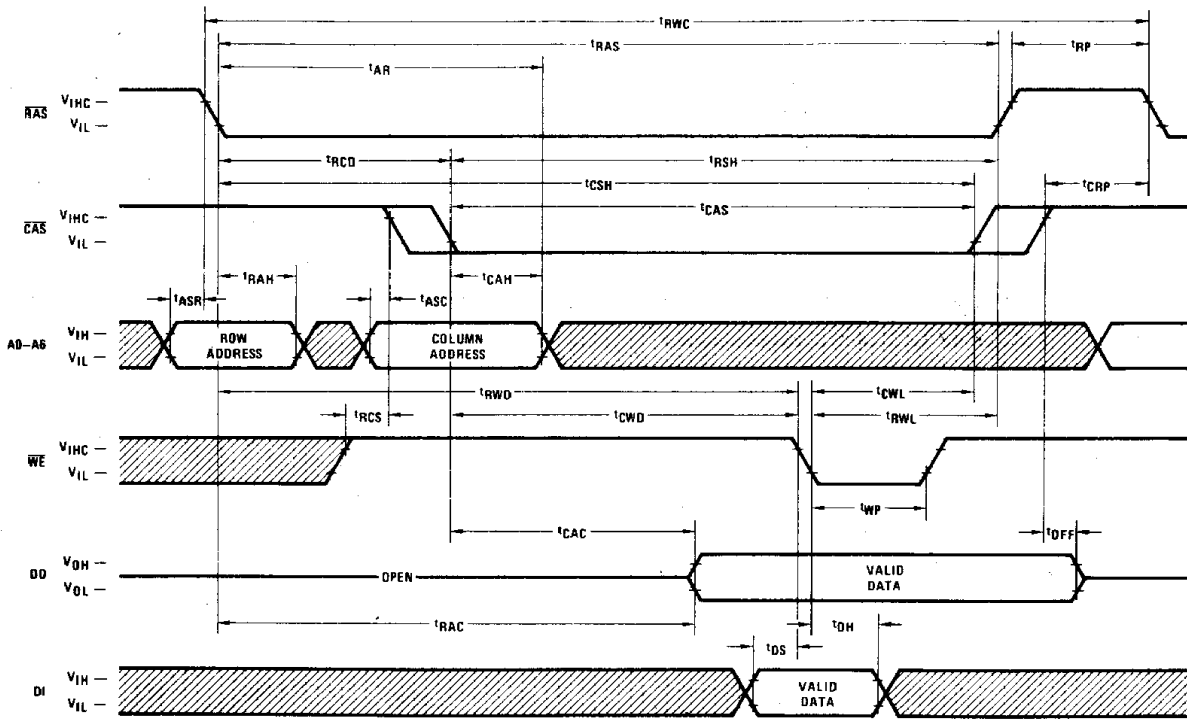 tRWC
tRAS
tRP
tAR
RAS
VIHC
VIL
tRCD
tRSH
tCSH
tCRP
CAS
VIHC
VIL
tCAS
tRAH
tCAH
tASR
tASC
A0–A6
VIH
VIL
ROW
ADDRESS
COLUMN
ADDRESS
tRWD
tCWL
tRCS
tCWD
tRWL
WE
VIHC
VIL
tWP
tCAC
tOFF
DO
VOH
VOL
OPEN
VALID
DATA
tRAC
tDH
tDS
DI
VIH
VIL
VALID
DATA